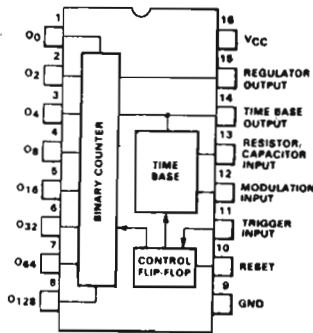 1
O0
2
O2
3
O4
4
O8
5
O16
6
O32
7
O64
8
O128
BINARY COUNTER
TIME
BASE
CONTROL
FLIP-FLOP
16
VCC
15
REGULATOR
OUTPUT
14
TIME BASE
OUTPUT
13
RESISTOR/
CAPACITOR
INPUT
12
MODULATION
INPUT
11
TRIGGER
INPUT
10
RESET
9
GND